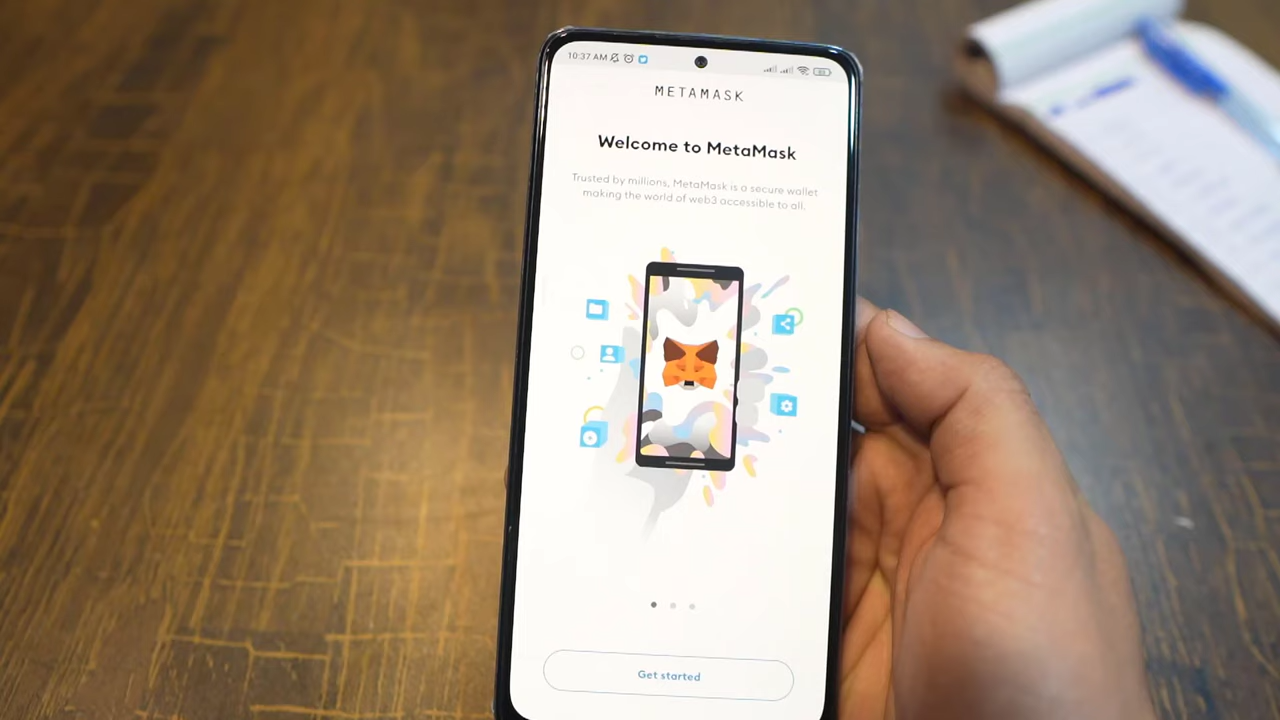 10:37 AM
METAMASK
Welcome to MetaMask
Trusted by millions, MetaMask is a secure wallet
making the world of web3 accessible to all.
Get started